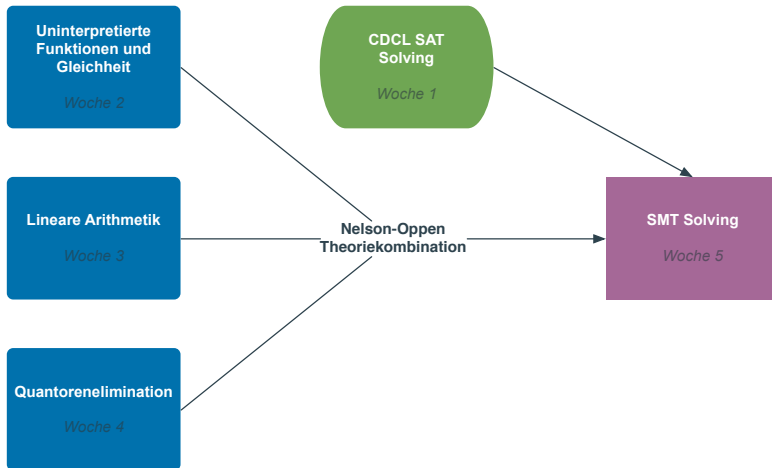 Uninterpretierte
Funktionen und
Gleichheit
Woche 2
CDCL SAT
Solving
Woche 1
Lineare Arithmetik
Woche 3
Nelson-Oppen
Theoriekombination
SMT Solving
Woche 5
Quantorenelimination
Woche 4